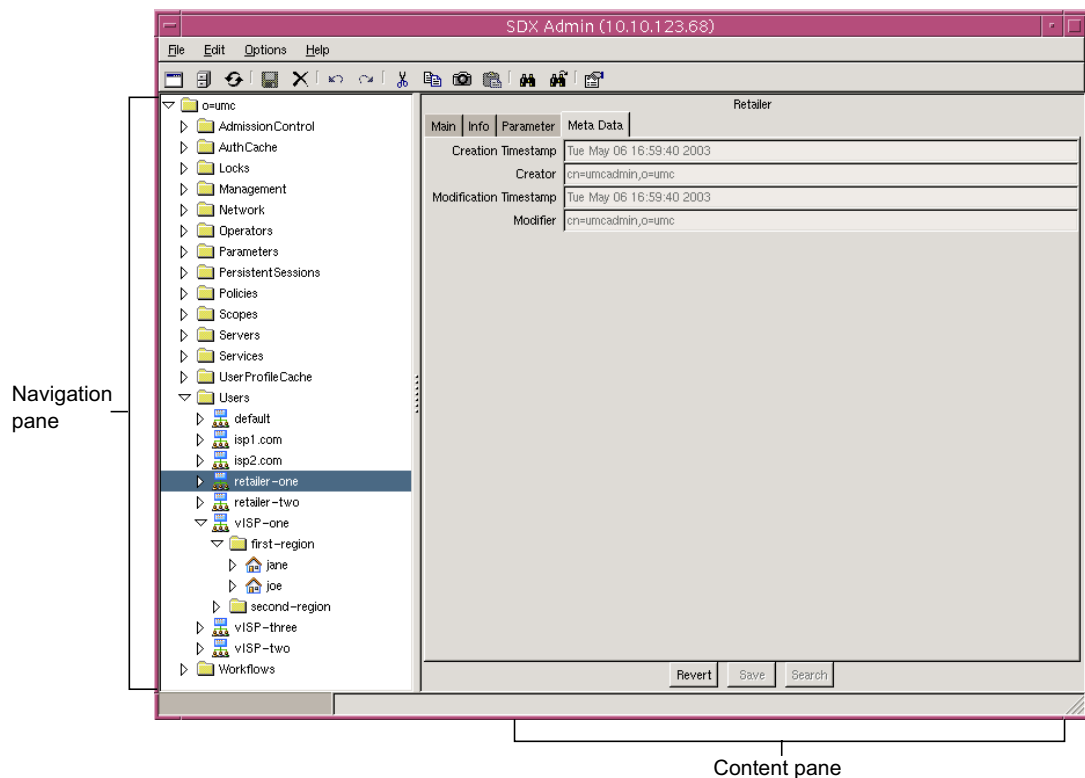 SDX Admin (10.10.123.68)
File Edit Options Help
o=umc
AdmissionControl
AuthCache
Locks
Management
Network
Operators
Parameters
PersistentSessions
Policies
Scopes
Servers
Services
UserProfileCache
Users
default
isp1.com
isp2.com
retailer-one
retailer-two
vISP-one
first-region
jane
joe
second-region
vISP-three
vISP-two
Workflows
Retailer
Main Info Parameter Meta Data
Creation Timestamp Tue May 06 16:59:40 2003
Creator cn=umcadmin,o=umc
Modification Timestamp Tue May 06 16:59:40 2003
Modifier cn=umcadmin,o=umc
Revert Save Search
Navigation
pane
Content pane